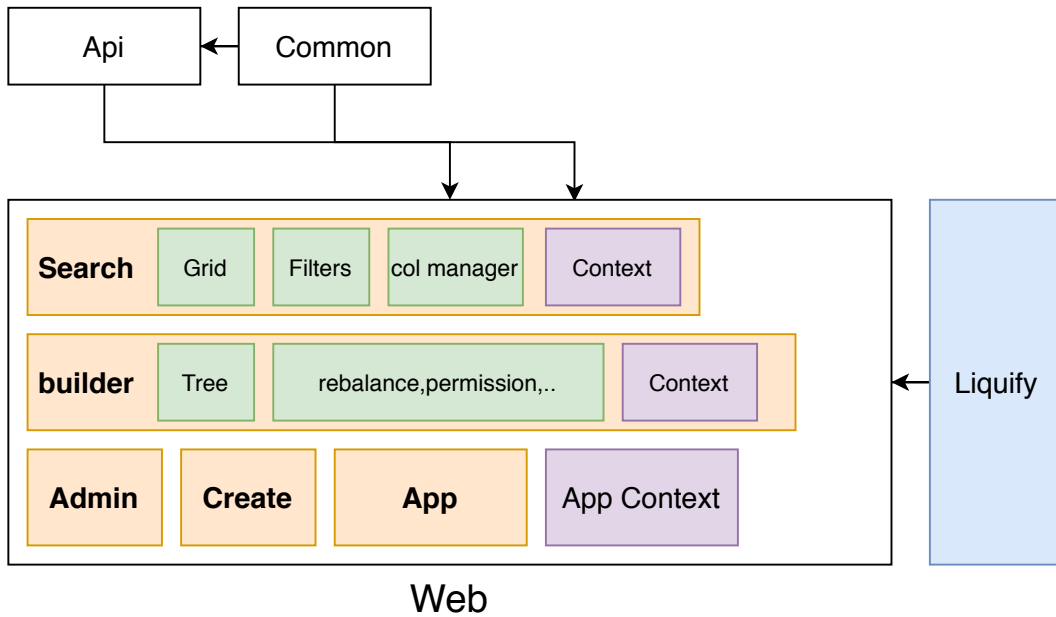 Api
Common
Search
Grid
Filters
col manager
Context
builder
Tree
rebalance,permission,..
Context
Liquify
Admin
Create
App
App Context
Web